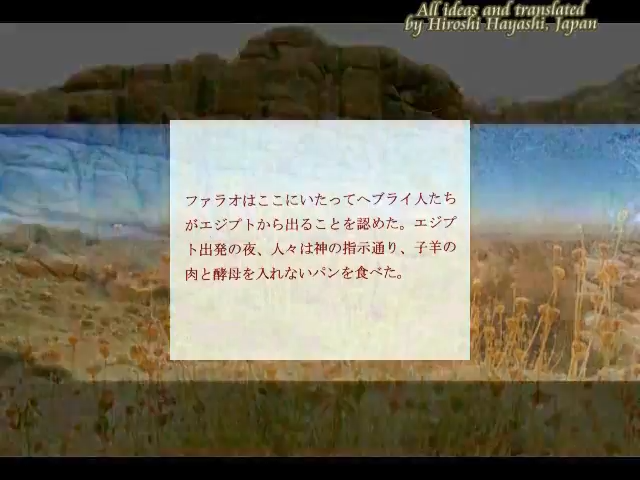 All ideas and translated
by Hiroshi Hayashi, Japan
ファラオはここにいたってヘブライ人たち
がエジプトから出ることを認めた。エジプ
ト出発の夜、人々は神の指示通り、子羊の
肉と酵母を入れないパンを食べた。